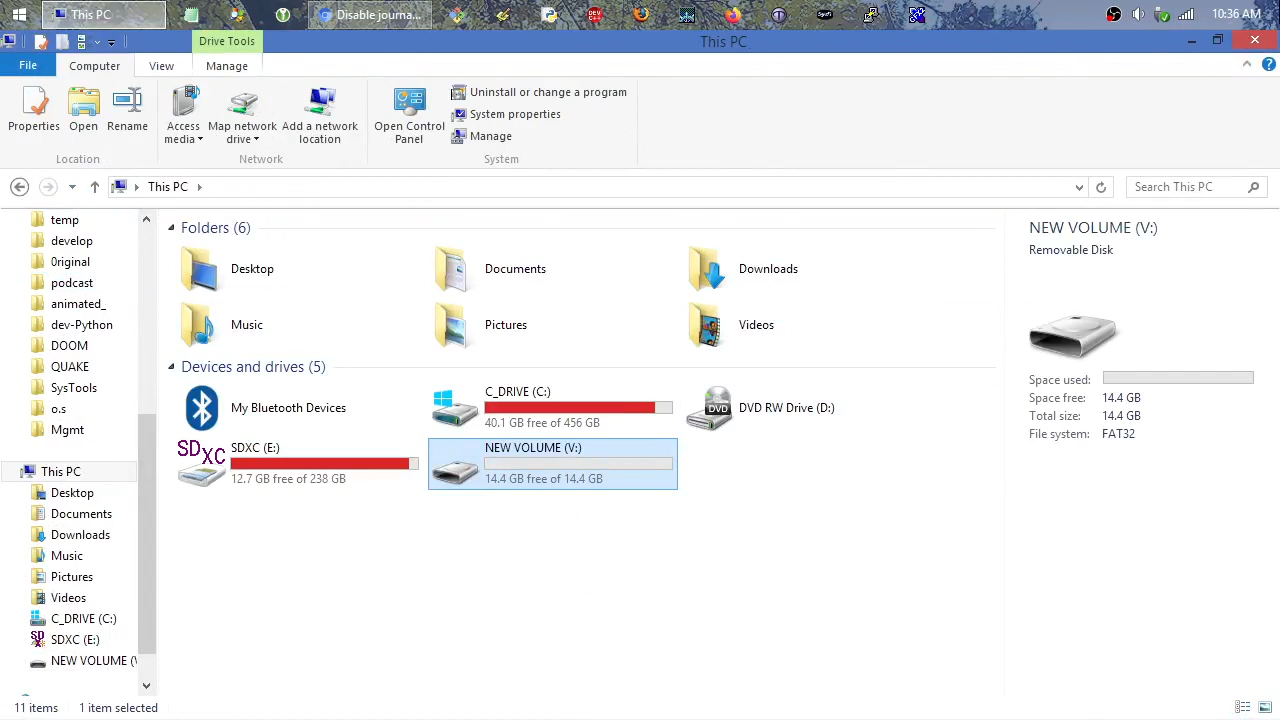 This PC
Disable journa...
10:36 AM
Drive Tools
This PC
File
Computer
View
Manage
Properties
Open
Rename
Access media
Map network drive
Add a network location
Open Control Panel
Uninstall or change a program
System properties
Manage
Location
Network
System
This PC
Search This PC
temp
develop
0riginal
podcast
animated_
dev-Python
DOOM
QUAKE
SysTools
o.s
Mgmt
This PC
Desktop
Documents
Downloads
Music
Pictures
Videos
C_DRIVE (C:)
SDXC (E:)
NEW VOLUME (V
Folders (6)
Desktop
Documents
Downloads
Music
Pictures
Videos
Devices and drives (5)
My Bluetooth Devices
C_DRIVE (C:)
40.1 GB free of 456 GB
DVD
DVD RW Drive (D:)
SDXC
SDXC (E:)
12.7 GB free of 238 GB
NEW VOLUME (V:)
14.4 GB free of 14.4 GB
NEW VOLUME (V:)
Removable Disk
Space used:
Space free: 14.4 GB
Total size: 14.4 GB
File system: FAT32
11 items
1 item selected